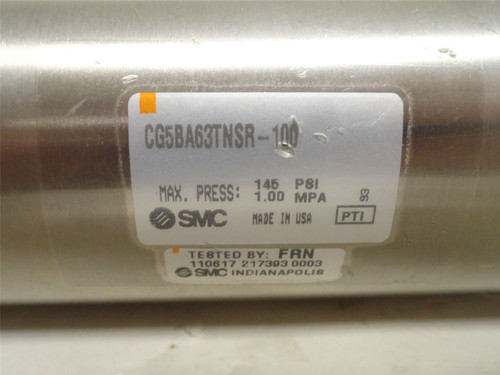 CG5BA63TNSR-100
MAX. PRESS: 145 PSI
1.00 MPA
93
SMC MADE IN USA PTI
TESTED BY: FRN
110617 217393 0003
SMC INDIANAPOLIS